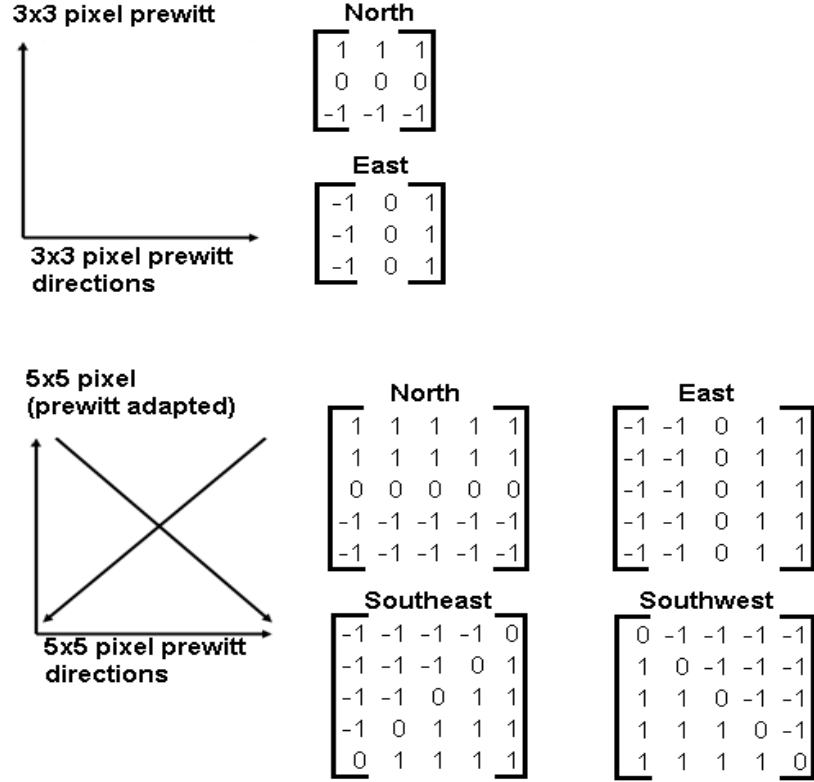 3x3 pixel prewitt
North
1 1 1
0 0 0
-1 -1 -1
East
-1 0 1
-1 0 1
-1 0 1
3x3 pixel prewitt
directions
5x5 pixel
(prewitt adapted)
North
1 1 1 1 1
1 1 1 1 1
0 0 0 0 0
-1 -1 -1 -1 -1
-1 -1 -1 -1 -1
East
-1 -1 0 1 1
-1 -1 0 1 1
-1 -1 0 1 1
-1 -1 0 1 1
-1 -1 0 1 1
5x5 pixel prewitt
directions
Southeast
-1 -1 -1 -1 0
-1 -1 -1 0 1
-1 -1 0 1 1
-1 0 1 1 1
0 1 1 1 1
Southwest
0 -1 -1 -1 -1
1 0 -1 -1 -1
1 1 0 -1 -1
1 1 1 0 -1
1 1 1 1 0